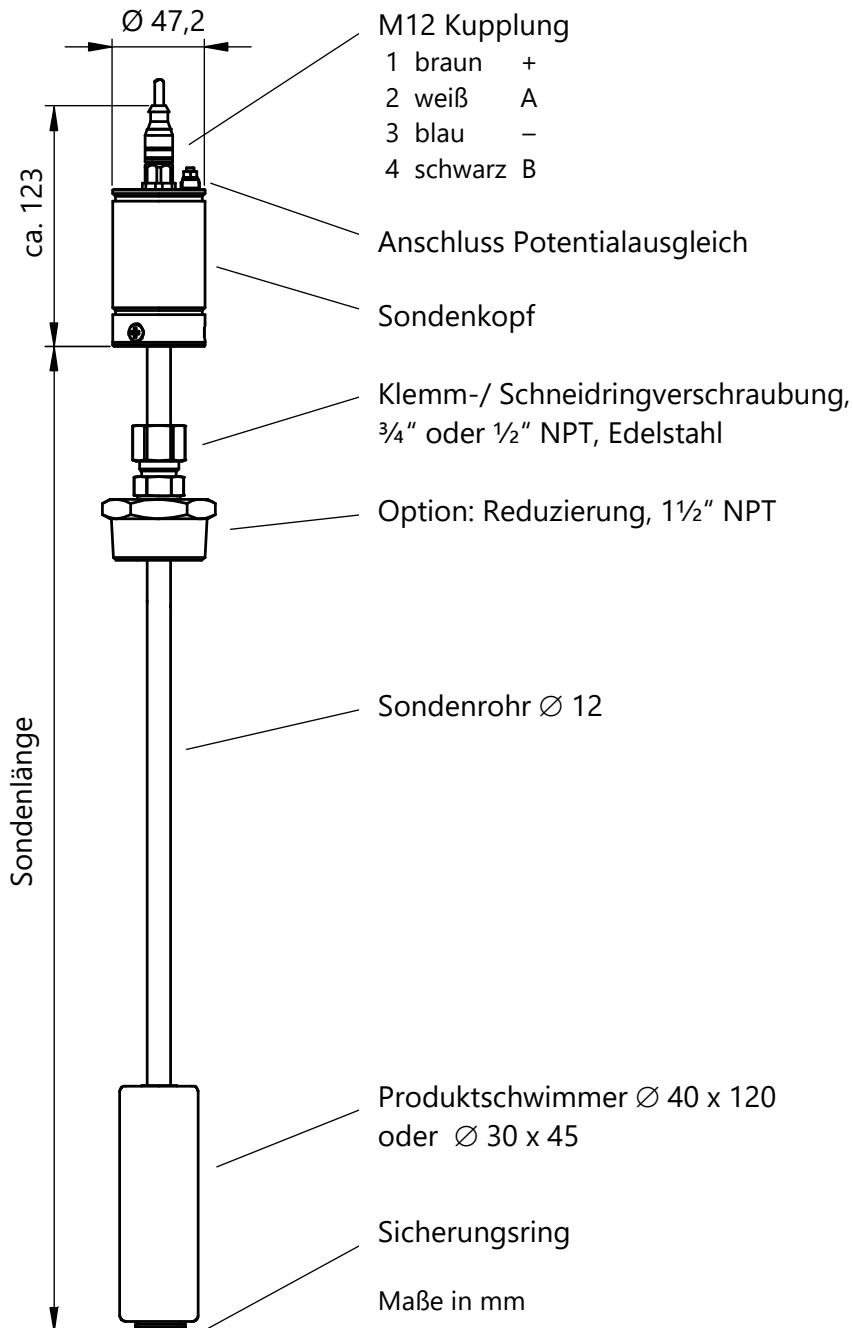 Ø 47,2
M12 Kupplung
1 braun +
2 weiß A
3 blau –
4 schwarz B
ca. 123
Anschluss Potentialausgleich
Sondenkopf
Klemm-/ Schneidringverschraubung,
¾“ oder ½“ NPT, Edelstahl
Option: Reduzierung, 1½“ NPT
Sondenrohr ∅ 12
Sondenlänge
Produktschwimmer ∅ 40 x 120
oder ∅ 30 x 45
Sicherungsring
Maße in mm